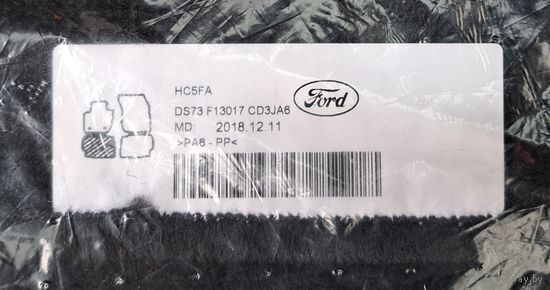 HC5FA
Ford
DS73 F13017 CD3JA6
MD: 2018.12.11
>PA6 - PP<